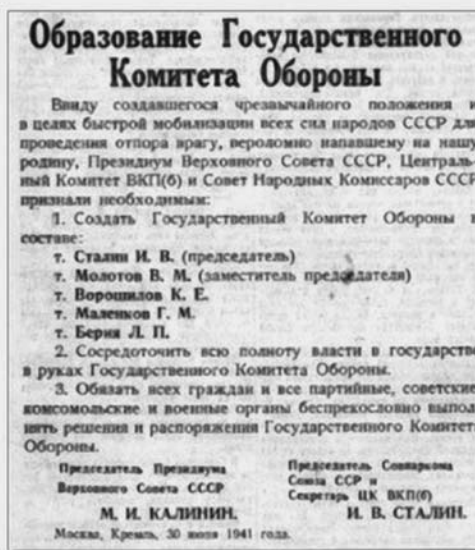 Образование Государственного
Комитета Обороны
Ввиду создавшегося чрезвычайного положения и
в целях быстрой мобилизации всех сил народов СССР для
проведения отпора врагу, вероломно напавшему на нашу
родину, Президиум Верховного Совета СССР, Централь-
ный Комитет ВКП(б) и Совет Народных Комиссаров СССР
признали необходимым:
1. Создать Государственный Комитет Обороны в
составе:
т. Сталин И. В. (председатель)
т. Молотов В. М. (заместитель председателя)
т. Ворошилов К. Е.
т. Маленков Г. М.
т. Берия Л. П.
2. Сосредоточить всю полноту власти в государстве
в руках Государственного Комитета Обороны.
3. Обязать всех граждан и все партийные, советские,
комсомольские и военные органы беспрекословно выпол-
нять решения и распоряжения Государственного Комитета
Обороны.
Председатель Президиума
Верховного Совета СССР
М. И. КАЛИНИН.
Председатель Совнаркома
Союза ССР и
Секретарь ЦК ВКП(б)
И. В. СТАЛИН.
Москва, Кремль, 30 июня 1941 года.